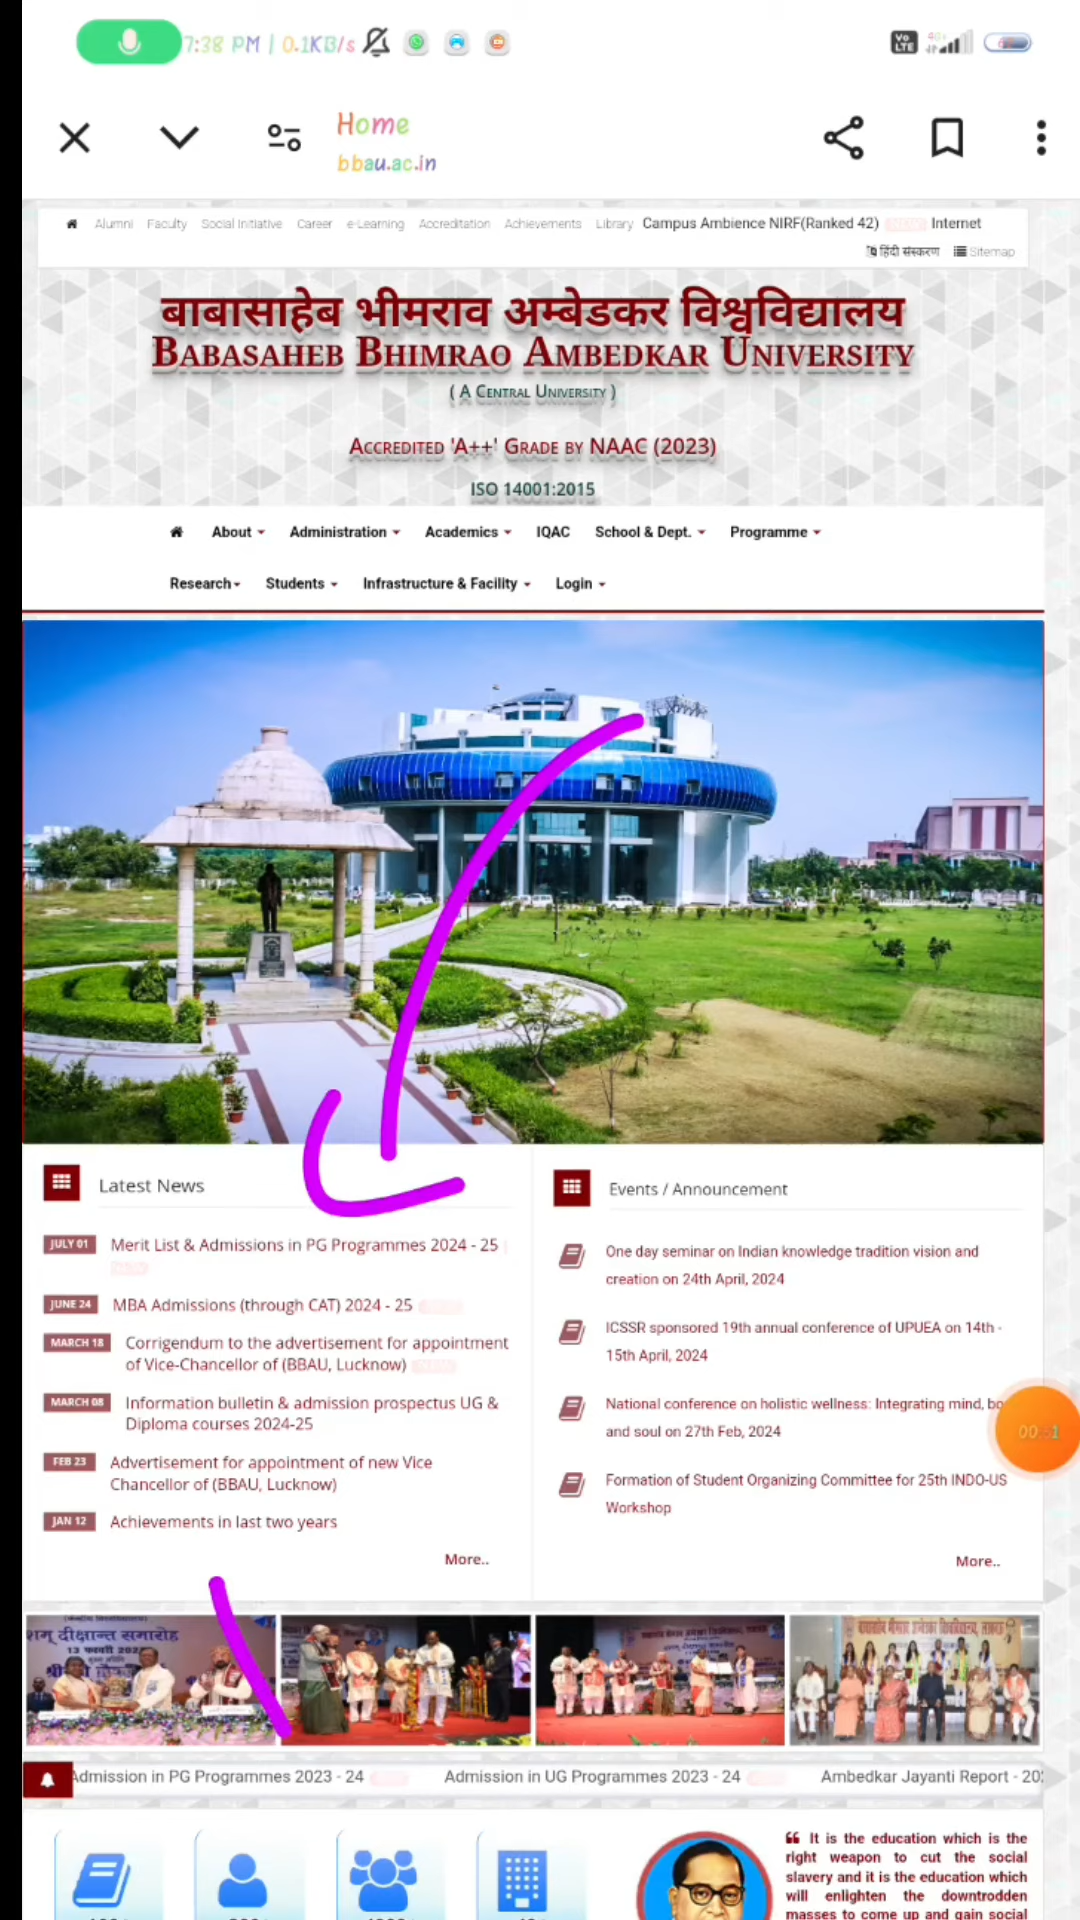 7:38 PM | 0.1KB/s
Vo LTE 4G+
Home
bbau.ac.in
Alumni Faculty Social Initiative Career e-Learning Accreditation Achievements Library Campus Ambience NIRF(Ranked 42) Internet
हिंदी संस्करण Sitemap
बाबासाहेब भीमराव अम्बेडकर विश्वविद्यालय
BABASAHEB BHIMRAO AMBEDKAR UNIVERSITY
( A CENTRAL UNIVERSITY )
ACCREDITED 'A++' GRADE BY NAAC (2023)
ISO 14001:2015
About Administration Academics IQAC School & Dept. Programme
Research Students Infrastructure & Facility Login
Latest News
JULY 01 Merit List & Admissions in PG Programmes 2024 - 25
JUNE 24 MBA Admissions (through CAT) 2024 - 25
MARCH 18 Corrigendum to the advertisement for appointment
of Vice-Chancellor of (BBAU, Lucknow)
MARCH 08 Information bulletin & admission prospectus UG &
Diploma courses 2024-25
FEB 23 Advertisement for appointment of new Vice
Chancellor of (BBAU, Lucknow)
JAN 12 Achievements in last two years
More..
Events / Announcement
One day seminar on Indian knowledge tradition vision and
creation on 24th April, 2024
ICSSR sponsored 19th annual conference of UPUEA on 14th -
15th April, 2024
National conference on holistic wellness: Integrating mind, bo
and soul on 27th Feb, 2024
Formation of Student Organizing Committee for 25th INDO-US
Workshop
More..
Admission in PG Programmes 2023 - 24 Admission in UG Programmes 2023 - 24 Ambedkar Jayanti Report - 202
It is the education which is the
right weapon to cut the social
slavery and it is the education which
will enlighten the downtrodden
masses to come up and gain social